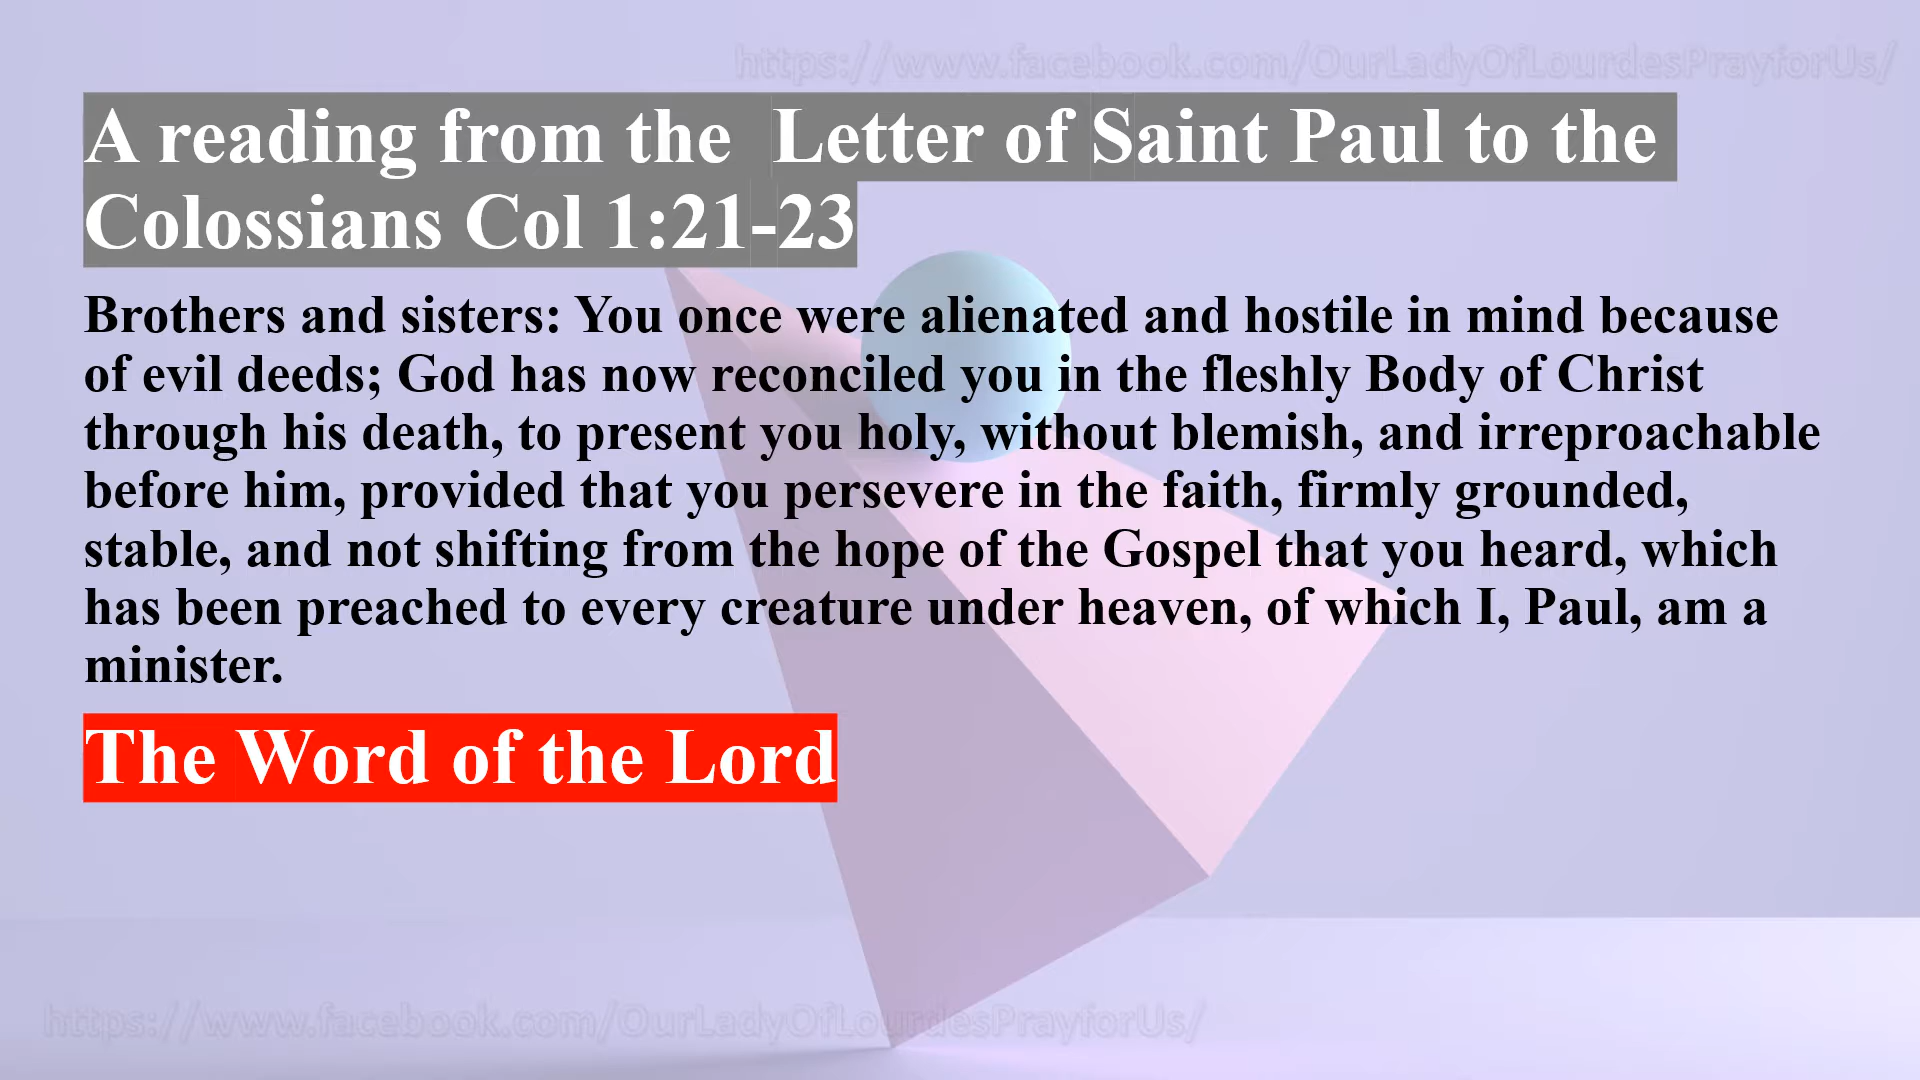 https://www.facebook.com/OurLadyOfLourdesPrayforUs/
A reading from the  Letter of Saint Paul to the
Colossians Col 1:21-23
Brothers and sisters: You once were alienated and hostile in mind because
of evil deeds; God has now reconciled you in the fleshly Body of Christ
through his death, to present you holy, without blemish, and irreproachable
before him, provided that you persevere in the faith, firmly grounded,
stable, and not shifting from the hope of the Gospel that you heard, which
has been preached to every creature under heaven, of which I, Paul, am a
minister.
The Word of the Lord
https://www.facebook.com/OurLadyOfLourdesPrayforUs/